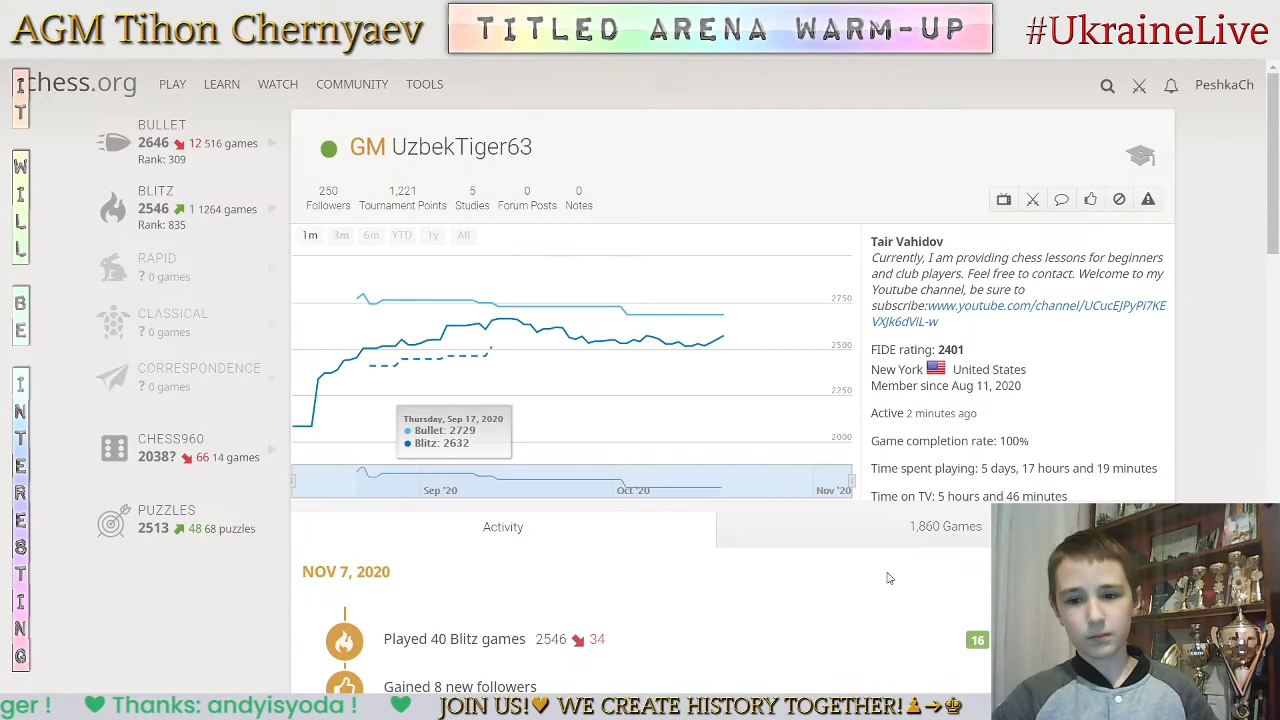 AGM Tihon Chernyaev
TITLED ARENA WARM-UP
#UkraineLive
IT WILL BE INTERESTING
chess.org
PLAY LEARN WATCH COMMUNITY TOOLS
PeshkaCh
BULLET
2646 12 516 games
Rank: 309
BLITZ
2546 1 1264 games
Rank: 835
RAPID
? 0 games
CLASSICAL
? 0 games
CORRESPONDENCE
? 0 games
CHESS960
2038? 66 14 games
PUZZLES
2513 48 68 puzzles
GM UzbekTiger63
250 1,221 5 0 0
Followers Tournament Points Studies Forum Posts Notes
1m 3m 6m YTD 1y All
2750
2500
2250
2000
Thursday, Sep 17, 2020
Bullet: 2729
Blitz: 2632
Sep '20 Oct '20 Nov '20
Tair Vahidov
Currently, I am providing chess lessons for beginners
and club players. Feel free to contact. Welcome to my
Youtube channel, be sure to
subscribe:www.youtube.com/channel/UCucEJPyPi7KE
VXJk6dViL-w
FIDE rating: 2401
New York United States
Member since Aug 11, 2020
Active 2 minutes ago
Game completion rate: 100%
Time spent playing: 5 days, 17 hours and 19 minutes
Time on TV: 5 hours and 46 minutes
Activity 1,860 Games
NOV 7, 2020
Played 40 Blitz games 2546 34
16
Gained 8 new followers
ger ! 💚 Thanks: andyisyoda ! 💚 JOIN US!🧡 WE CREATE HISTORY TOGETHER!♟→♚